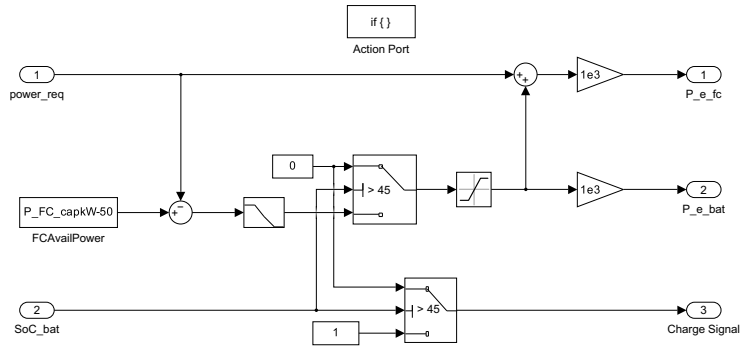 if { }
Action Port
1
power_req
+
+
1e3
1
P_e_fc
0
> 45
1e3
2
P_e_bat
P_FC_capkW-50
FCAvailPower
−
+
2
SoC_bat
> 45
1
3
Charge Signal